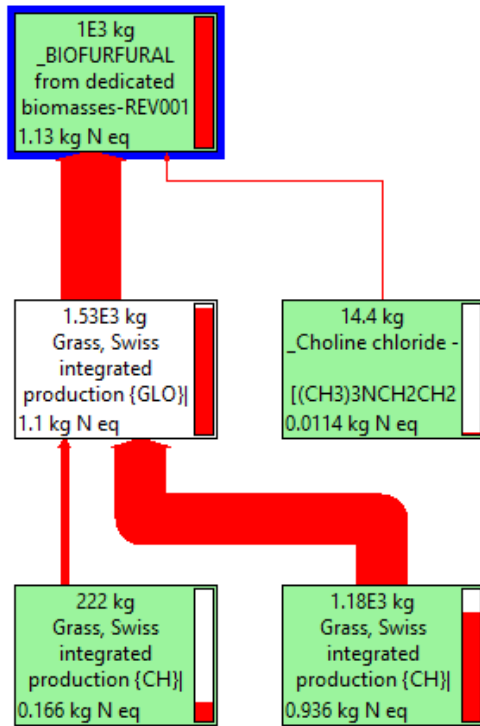 1E3 kg
_BIOFURFURAL
from dedicated
biomasses-REV001
1.13 kg N eq
1.53E3 kg
Grass, Swiss
integrated
production {GLO}|
1.1 kg N eq
14.4 kg
_Choline chloride -
[(CH3)3NCH2CH2
0.0114 kg N eq
222 kg
Grass, Swiss
integrated
production {CH}|
0.166 kg N eq
1.18E3 kg
Grass, Swiss
integrated
production {CH}|
0.936 kg N eq